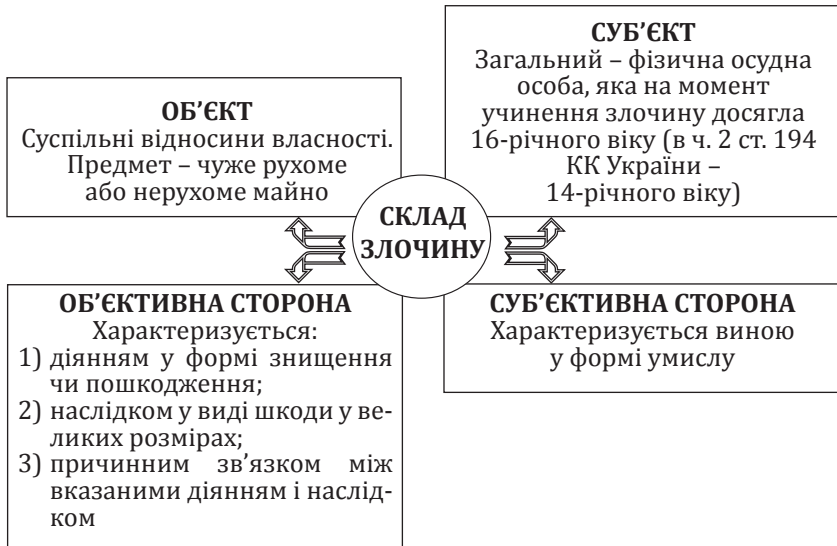 ОБ’ЄКТ
Суспільні відносини власності.
Предмет – чуже рухоме
або нерухоме майно
СУБ’ЄКТ
Загальний – фізична осудна
особа, яка на момент
учинення злочину досягла
16-річного віку (в ч. 2 ст. 194
КК України –
14-річного віку)
СКЛАД
ЗЛОЧИНУ
ОБ’ЄКТИВНА СТОРОНА
Характеризується:
1) діянням у формі знищення
чи пошкодження;
2) наслідком у виді шкоди у ве-
ликих розмірах;
3) причинним зв’язком між
вказаними діянням і наслід-
ком
СУБ’ЄКТИВНА СТОРОНА
Характеризується виною
у формі умислу